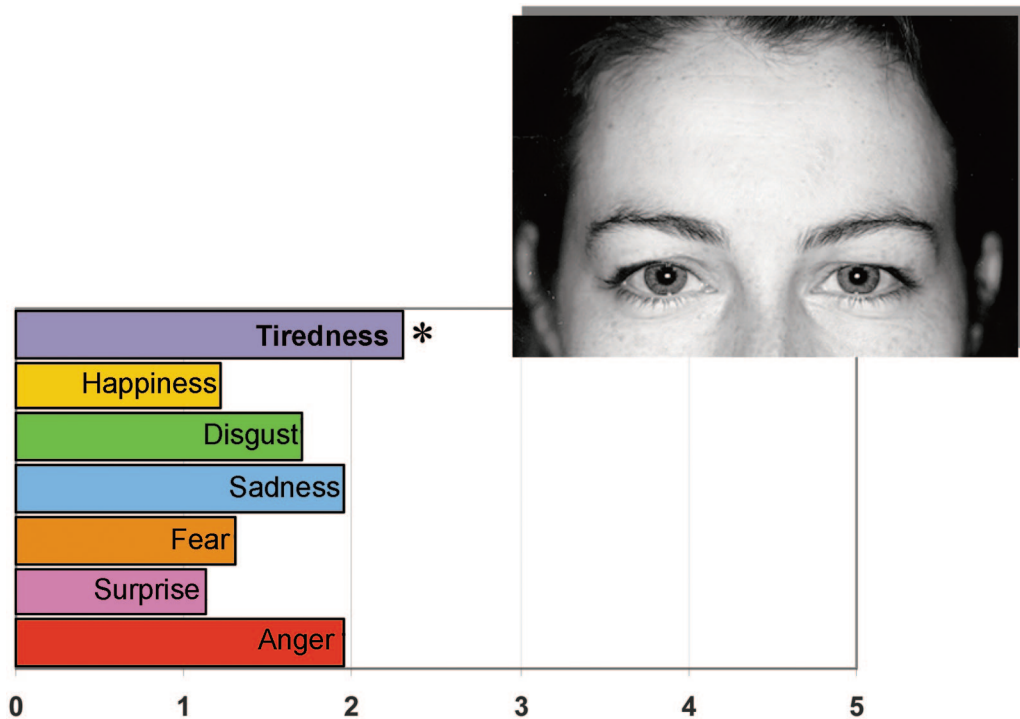 Tiredness *
Happiness
Disgust
Sadness
Fear
Surprise
Anger
0 1 2 3 4 5